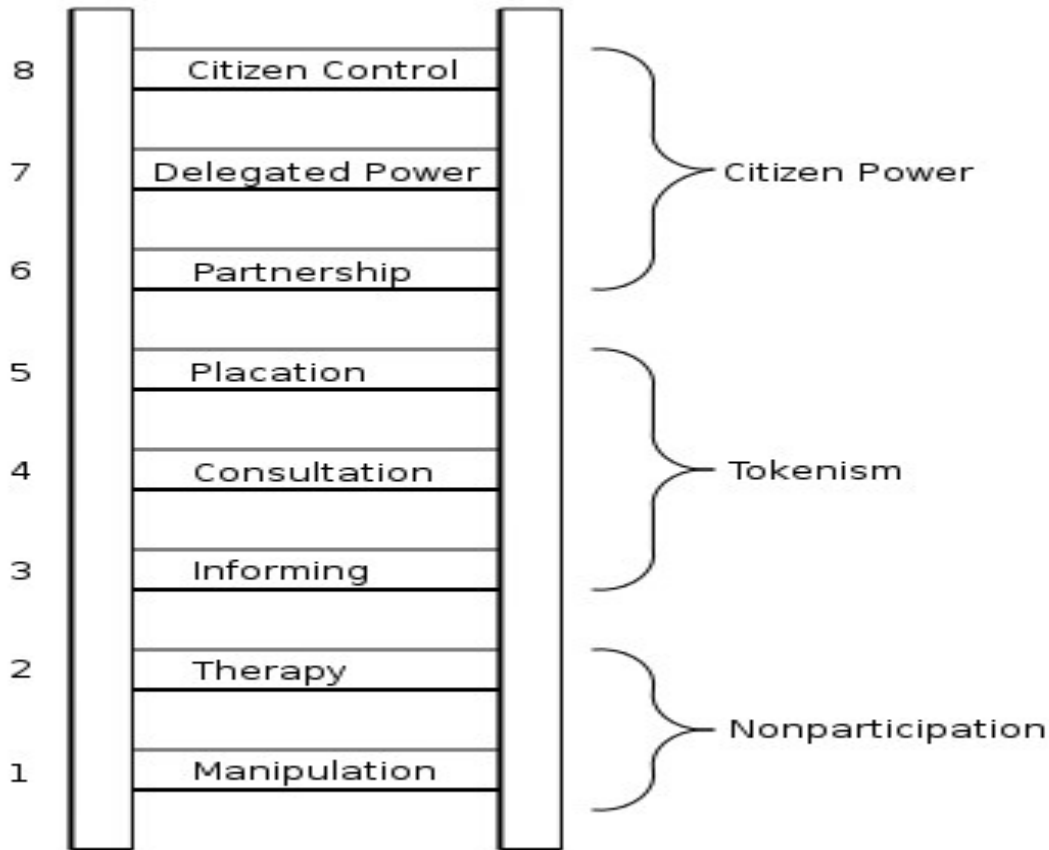 8 Citizen Control
7 Delegated Power
Citizen Power
6 Partnership
5 Placation
4 Consultation
Tokenism
3 Informing
2 Therapy
Nonparticipation
1 Manipulation